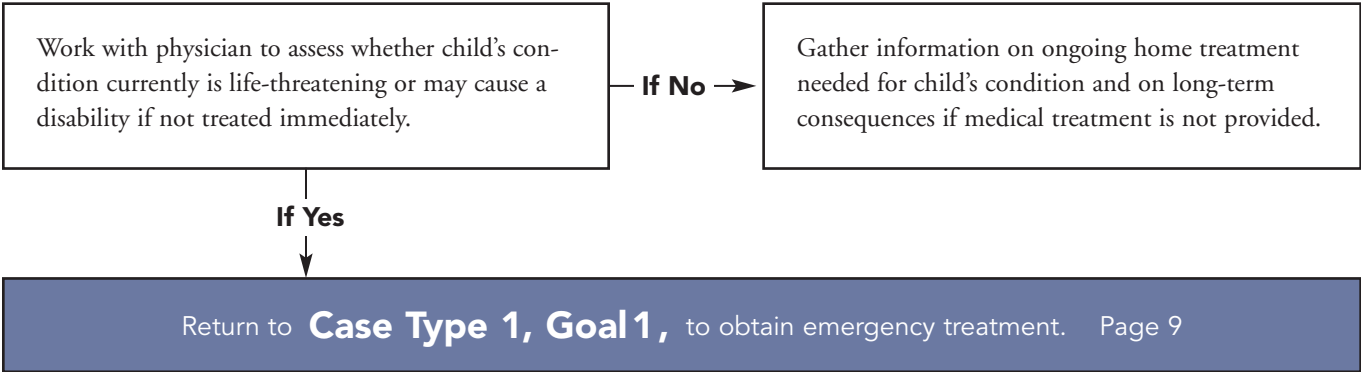 Work with physician to assess whether child’s con-
dition currently is life-threatening or may cause a
disability if not treated immediately.
If No
Gather information on ongoing home treatment
needed for child’s condition and on long-term
consequences if medical treatment is not provided.
If Yes
Return to Case Type 1, Goal 1, to obtain emergency treatment. Page 9